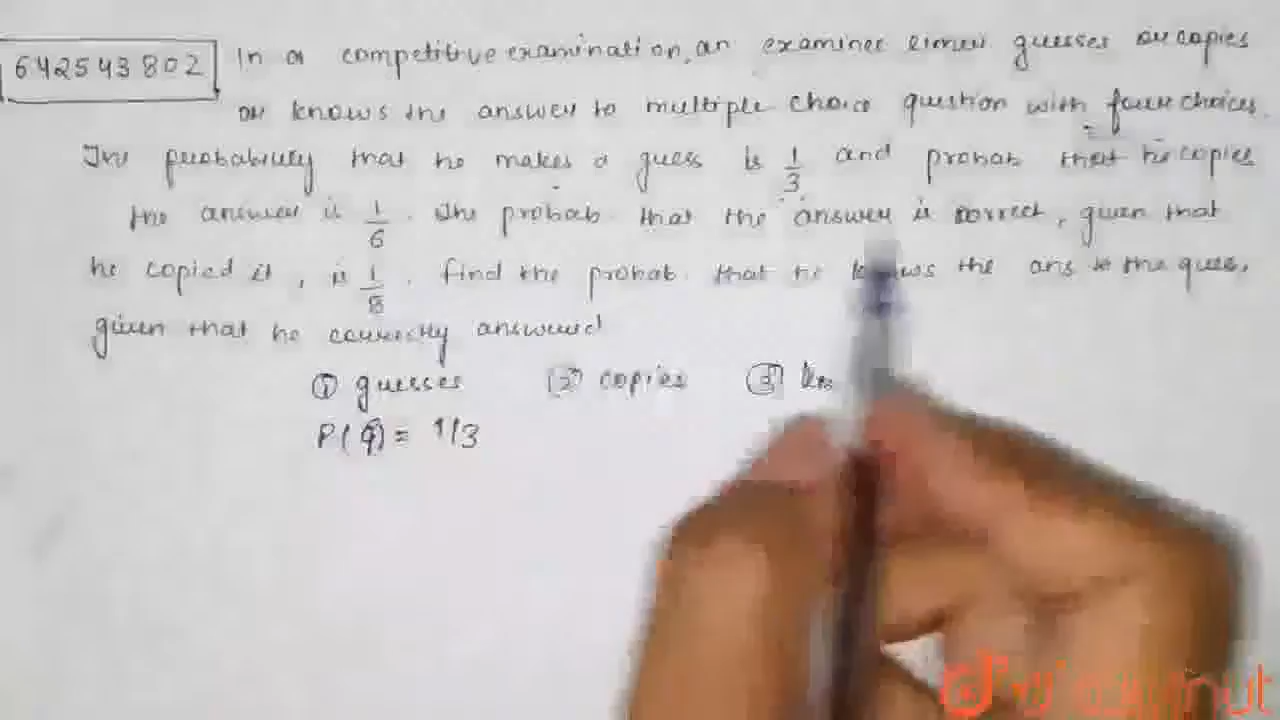 642543802
In a competitive examination, an examinee either guesses or copies
or knows the answer to multiple choice question with four choices.
The probability that he makes a guess is 1/3 and probab that he copies
the answer is 1/6. The probab. that the answer is correct, given that
he copied it, is 1/8. find the probab. that he knows the ans to the ques,
given that he correctly answered
① guesses ② copies ③ kn
P(G) = 1/3